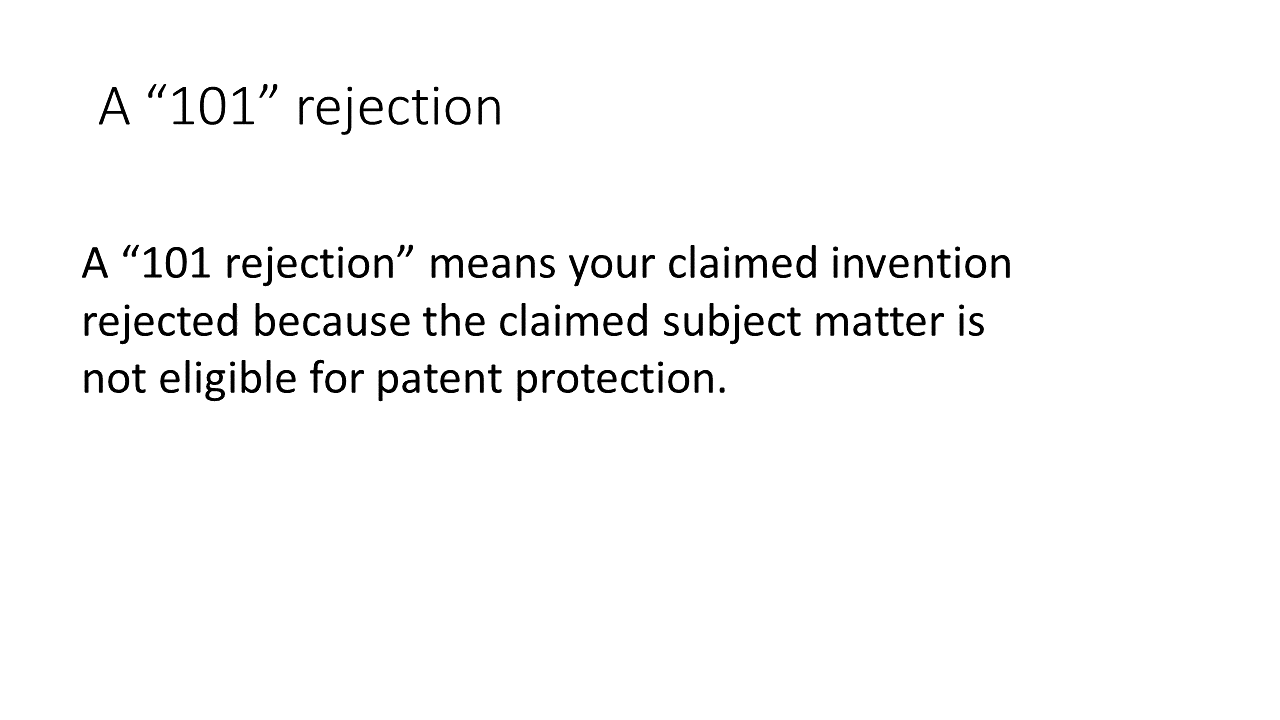 A “101” rejection
A “101 rejection” means your claimed invention
rejected because the claimed subject matter is
not eligible for patent protection.